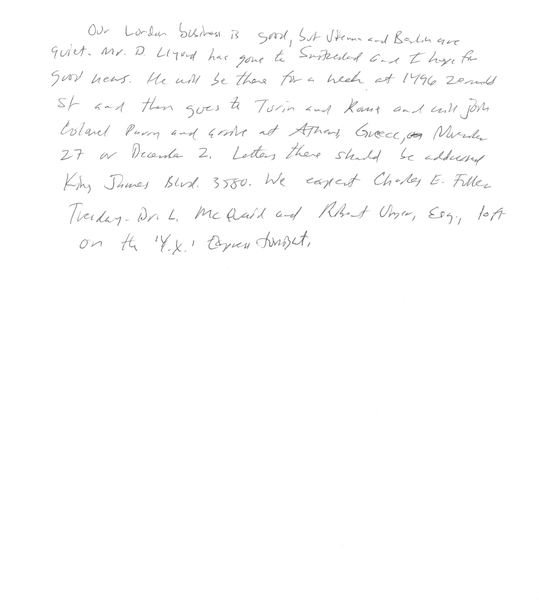 Our London business is good, but Vienna and Berlin are
quiet. Mr. D. Lloyd has gone to Switzerland and I hope for
good news. He will be there for a week at 1496 Zermott
St and then goes to Turin and Rome and will join
Colonel Parry and arrive at Athens, Greece, on November
27 or December 2. Letters there should be addressed
King James Blvd. 3580. We expect Charles E. Fuller
Tuesday. Dr. L. McQuaid and Robert Unger, Esq., left
on the 'Y.X.' Express tonight.